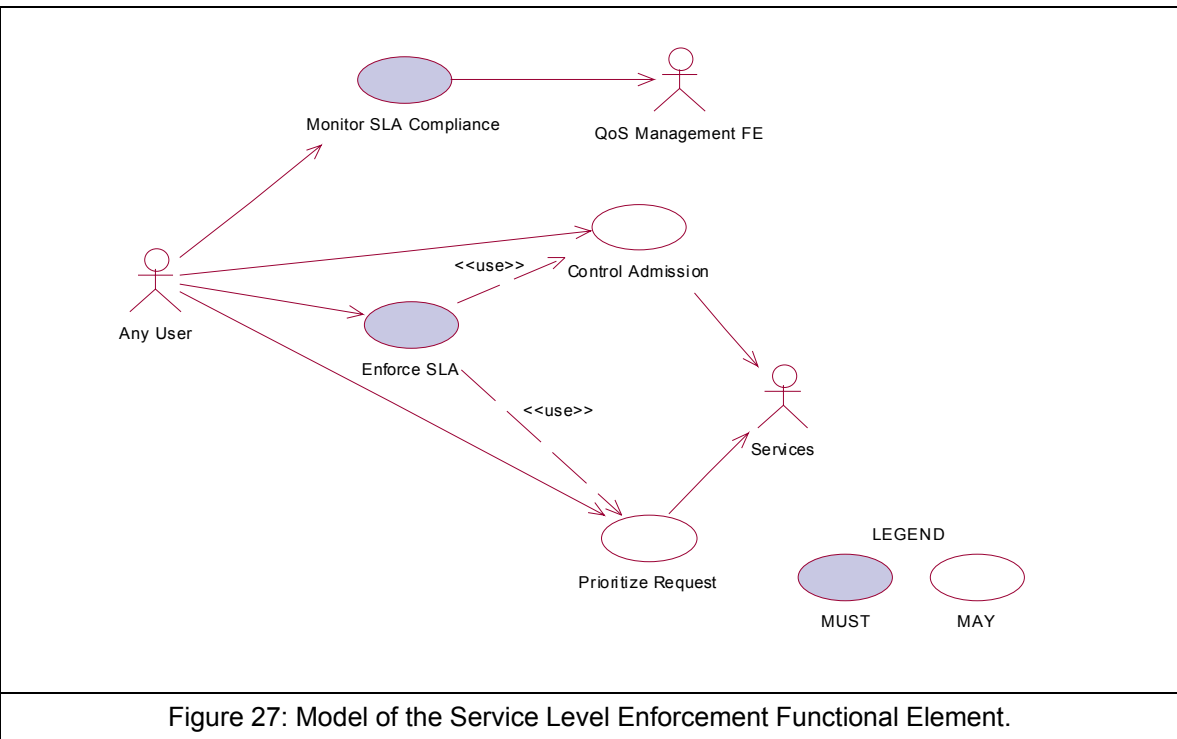 Monitor SLA Compliance
QoS Management FE
<<use>>
Control Admission
Any User
Enforce SLA
<<use>>
Services
Prioritize Request
LEGEND
MUST
MAY
Figure 27: Model of the Service Level Enforcement Functional Element.